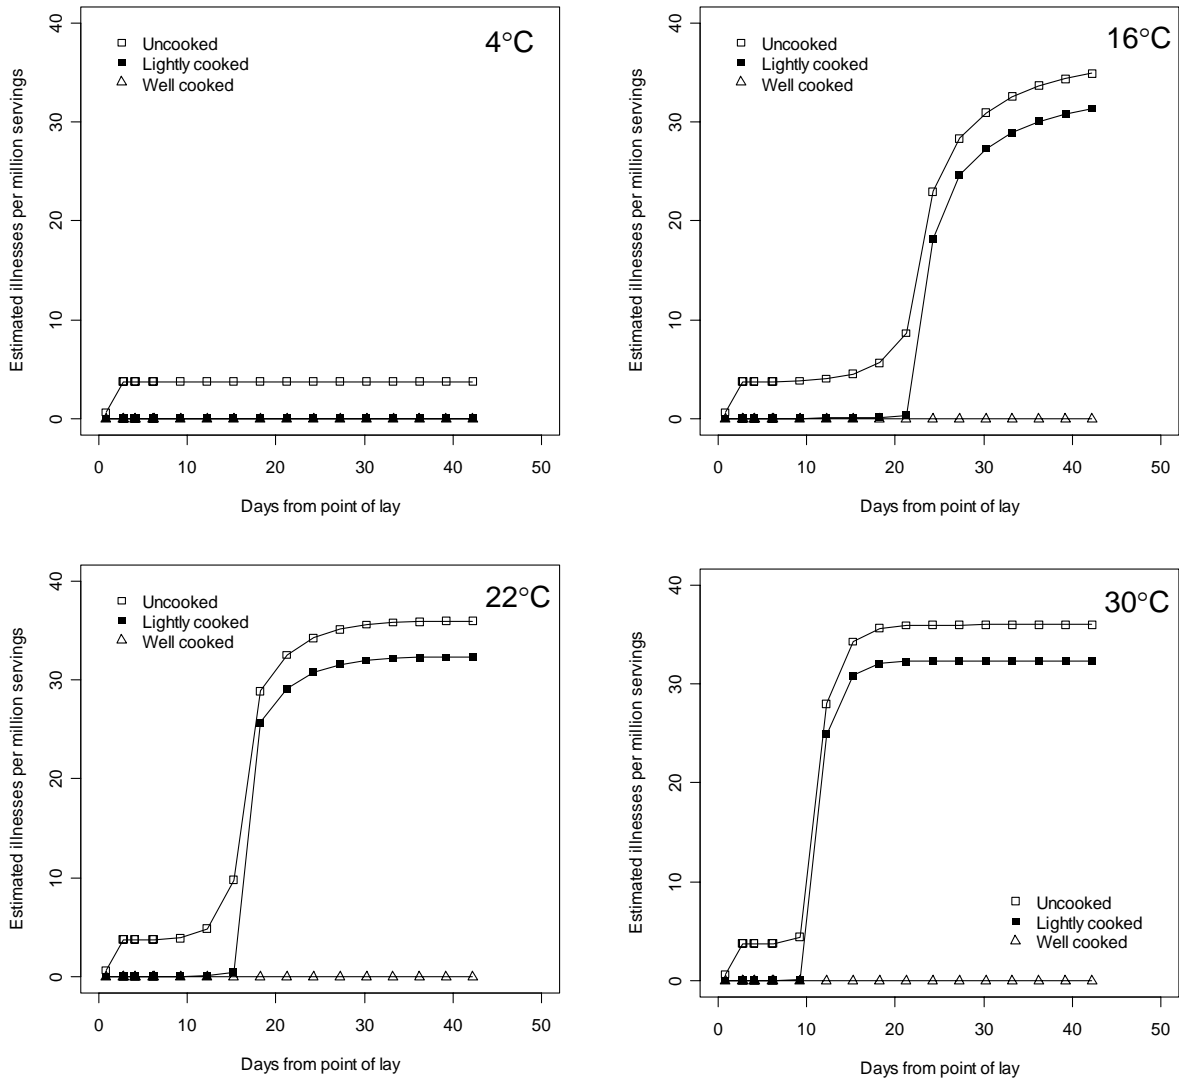 4°C
Uncooked
Lightly cooked
Well cooked
Estimated illnesses per million servings
40
30
20
10
0
0 10 20 30 40 50
Days from point of lay
16°C
Uncooked
Lightly cooked
Well cooked
Estimated illnesses per million servings
40
30
20
10
0
0 10 20 30 40 50
Days from point of lay
22°C
Uncooked
Lightly cooked
Well cooked
Estimated illnesses per million servings
40
30
20
10
0
0 10 20 30 40 50
Days from point of lay
30°C
Estimated illnesses per million servings
40
30
20
10
0
Uncooked
Lightly cooked
Well cooked
0 10 20 30 40 50
Days from point of lay